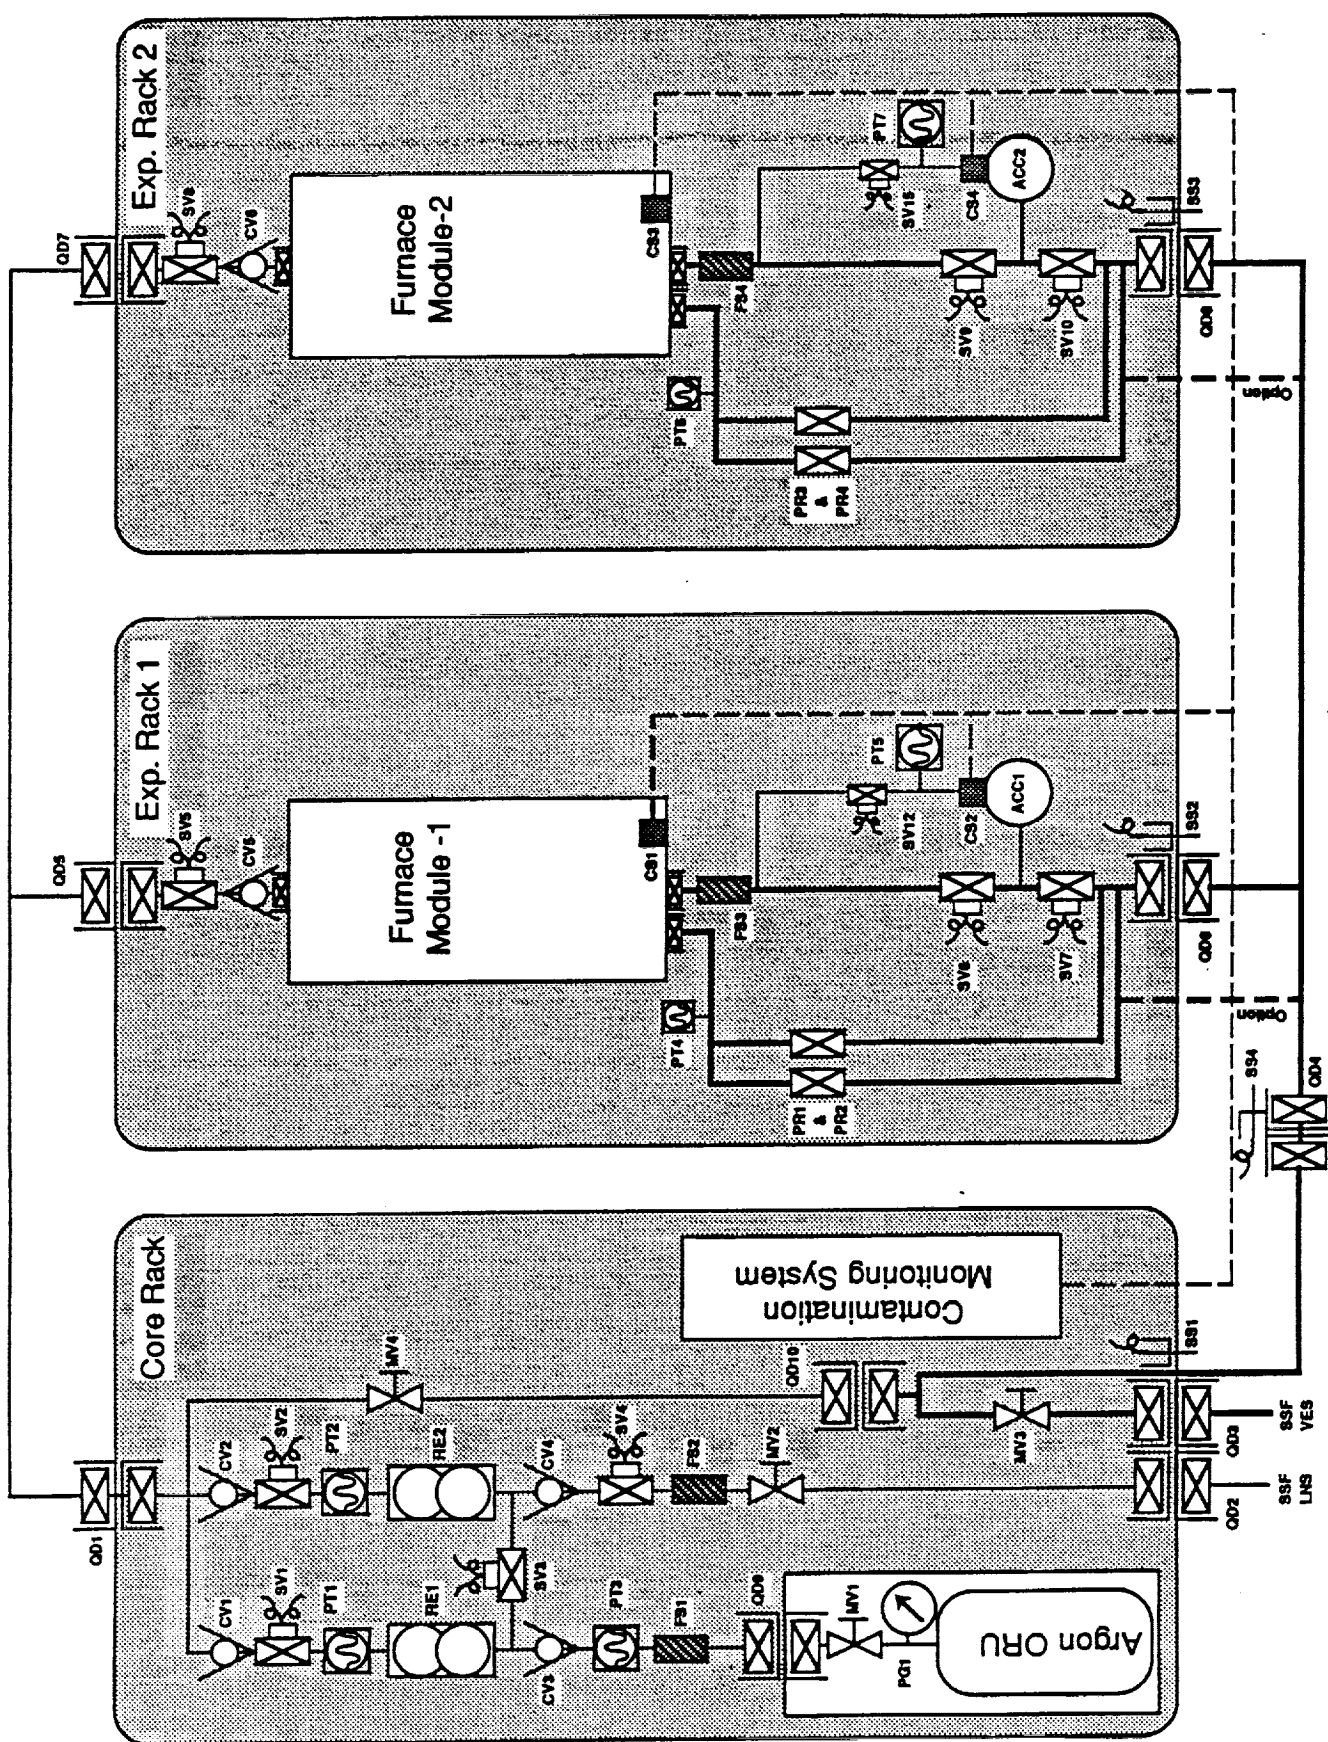 Core Rack
QD1
CV1
SV1
PT1
RE1
CV2
SV2
PT2
RE2
MV4
SV3
CV3
PT3
FS1
QD9
CV4
SV4
FS2
MV2
QD10
MV3
MV1
PG1
Argon ORU
Contamination
Monitoring System
SS1
QD2
SSF
LNS
QD3
SSF
VES
SS4
QD4
Exp. Rack 1
QD5
SV5
CV5
Furnace
Module -1
CS1
PT4
FS3
PR1
&
PR2
SV12
PT5
CS2
ACC1
SV6
SV7
SS2
Option
Exp. Rack 2
QD7
SV8
CV6
Furnace
Module-2
CS3
FS4
PR3
&
PR4
SV15
PT7
CS4
ACC2
SV9
SV10
SS3
QD8
Option